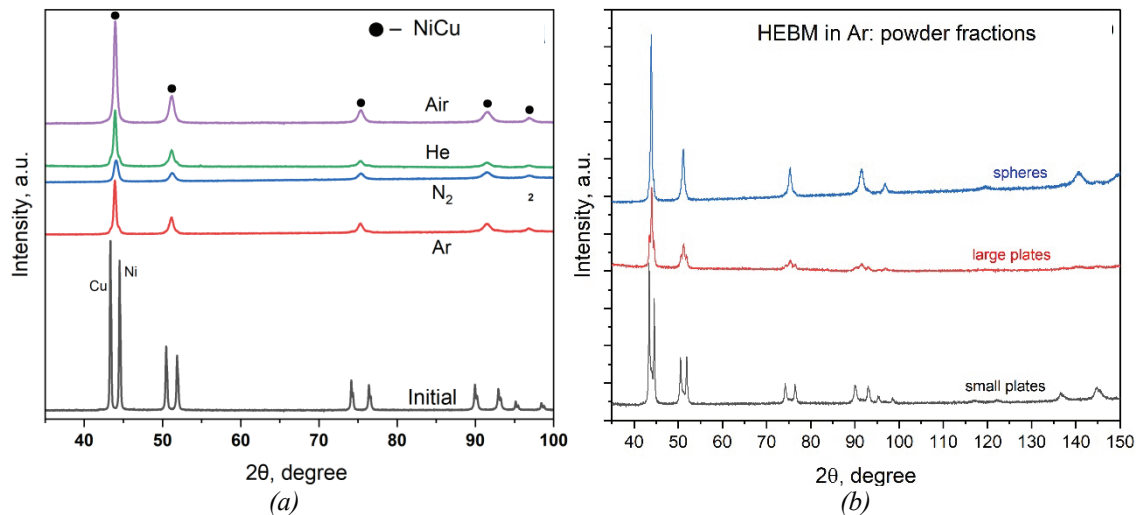 ● – NiCu
Air
He
N2
2
Ar
Cu
Ni
Initial
Intensity, a.u.
40 50 60 70 80 90 100
2θ, degree
(a)
HEBM in Ar: powder fractions
spheres
large plates
small plates
Intensity, a.u.
40 50 60 70 80 90 100 110 120 130 140 150
2θ, degree
(b)